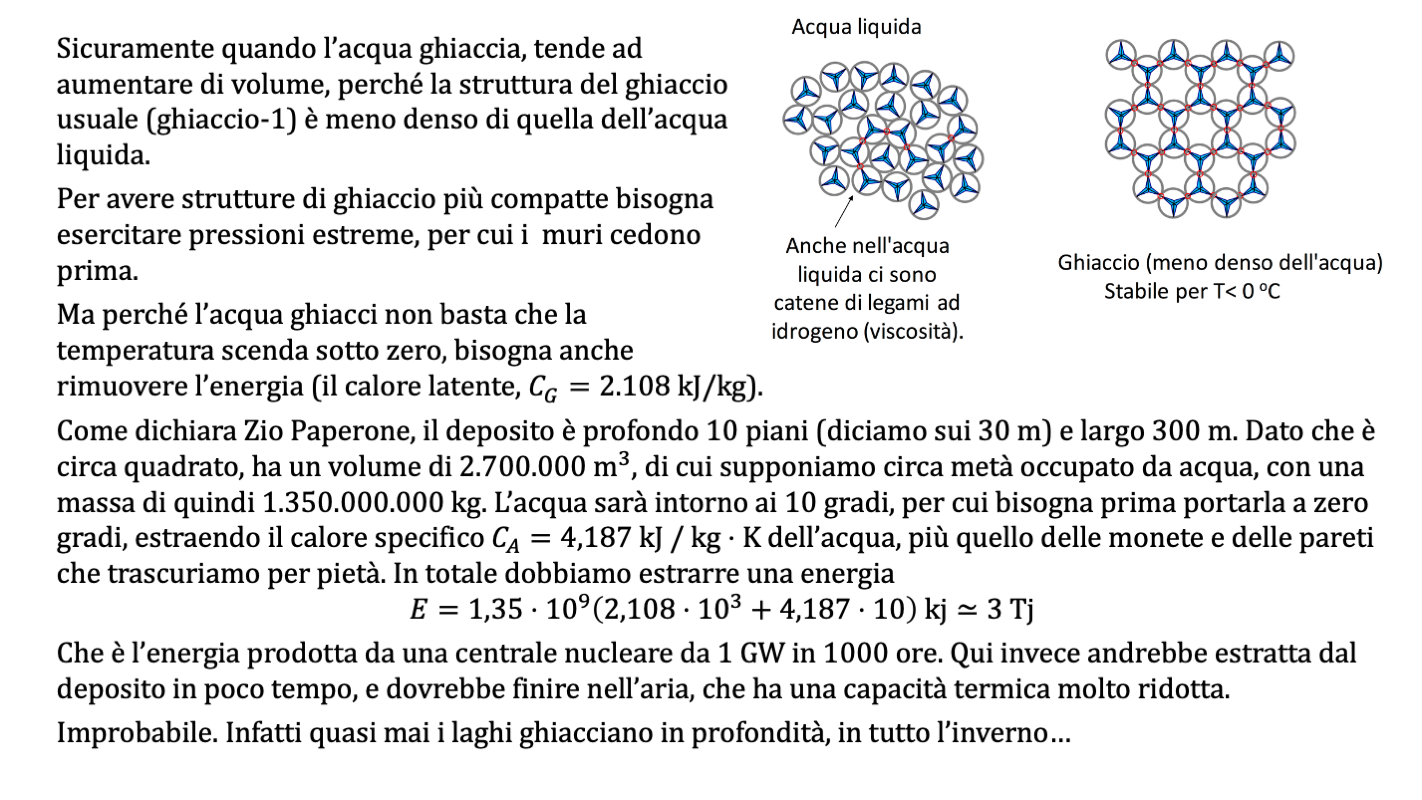 Sicuramente quando l’acqua ghiaccia, tende ad
aumentare di volume, perché la struttura del ghiaccio
usuale (ghiaccio-1) è meno denso di quella dell’acqua
liquida.
Per avere strutture di ghiaccio più compatte bisogna
esercitare pressioni estreme, per cui i  muri cedono
prima.
Ma perché l’acqua ghiacci non basta che la
temperatura scenda sotto zero, bisogna anche
rimuovere l’energia (il calore latente, C_G = 2.108 kJ/kg).
Acqua liquida
Anche nell'acqua
liquida ci sono
catene di legami ad
idrogeno (viscosità).
Ghiaccio (meno denso dell'acqua)
Stabile per T< 0 °C
Come dichiara Zio Paperone, il deposito è profondo 10 piani (diciamo sui 30 m) e largo 300 m. Dato che è
circa quadrato, ha un volume di 2.700.000 m³, di cui supponiamo circa metà occupato da acqua, con una
massa di quindi 1.350.000.000 kg. L’acqua sarà intorno ai 10 gradi, per cui bisogna prima portarla a zero
gradi, estraendo il calore specifico C_A = 4,187 kJ / kg · K dell’acqua, più quello delle monete e delle pareti
che trascuriamo per pietà. In totale dobbiamo estrarre una energia
E = 1,35 · 10⁹(2,108 · 10³ + 4,187 · 10) kj ≃ 3 Tj
Che è l’energia prodotta da una centrale nucleare da 1 GW in 1000 ore. Qui invece andrebbe estratta dal
deposito in poco tempo, e dovrebbe finire nell’aria, che ha una capacità termica molto ridotta.
Improbabile. Infatti quasi mai i laghi ghiacciano in profondità, in tutto l’inverno…